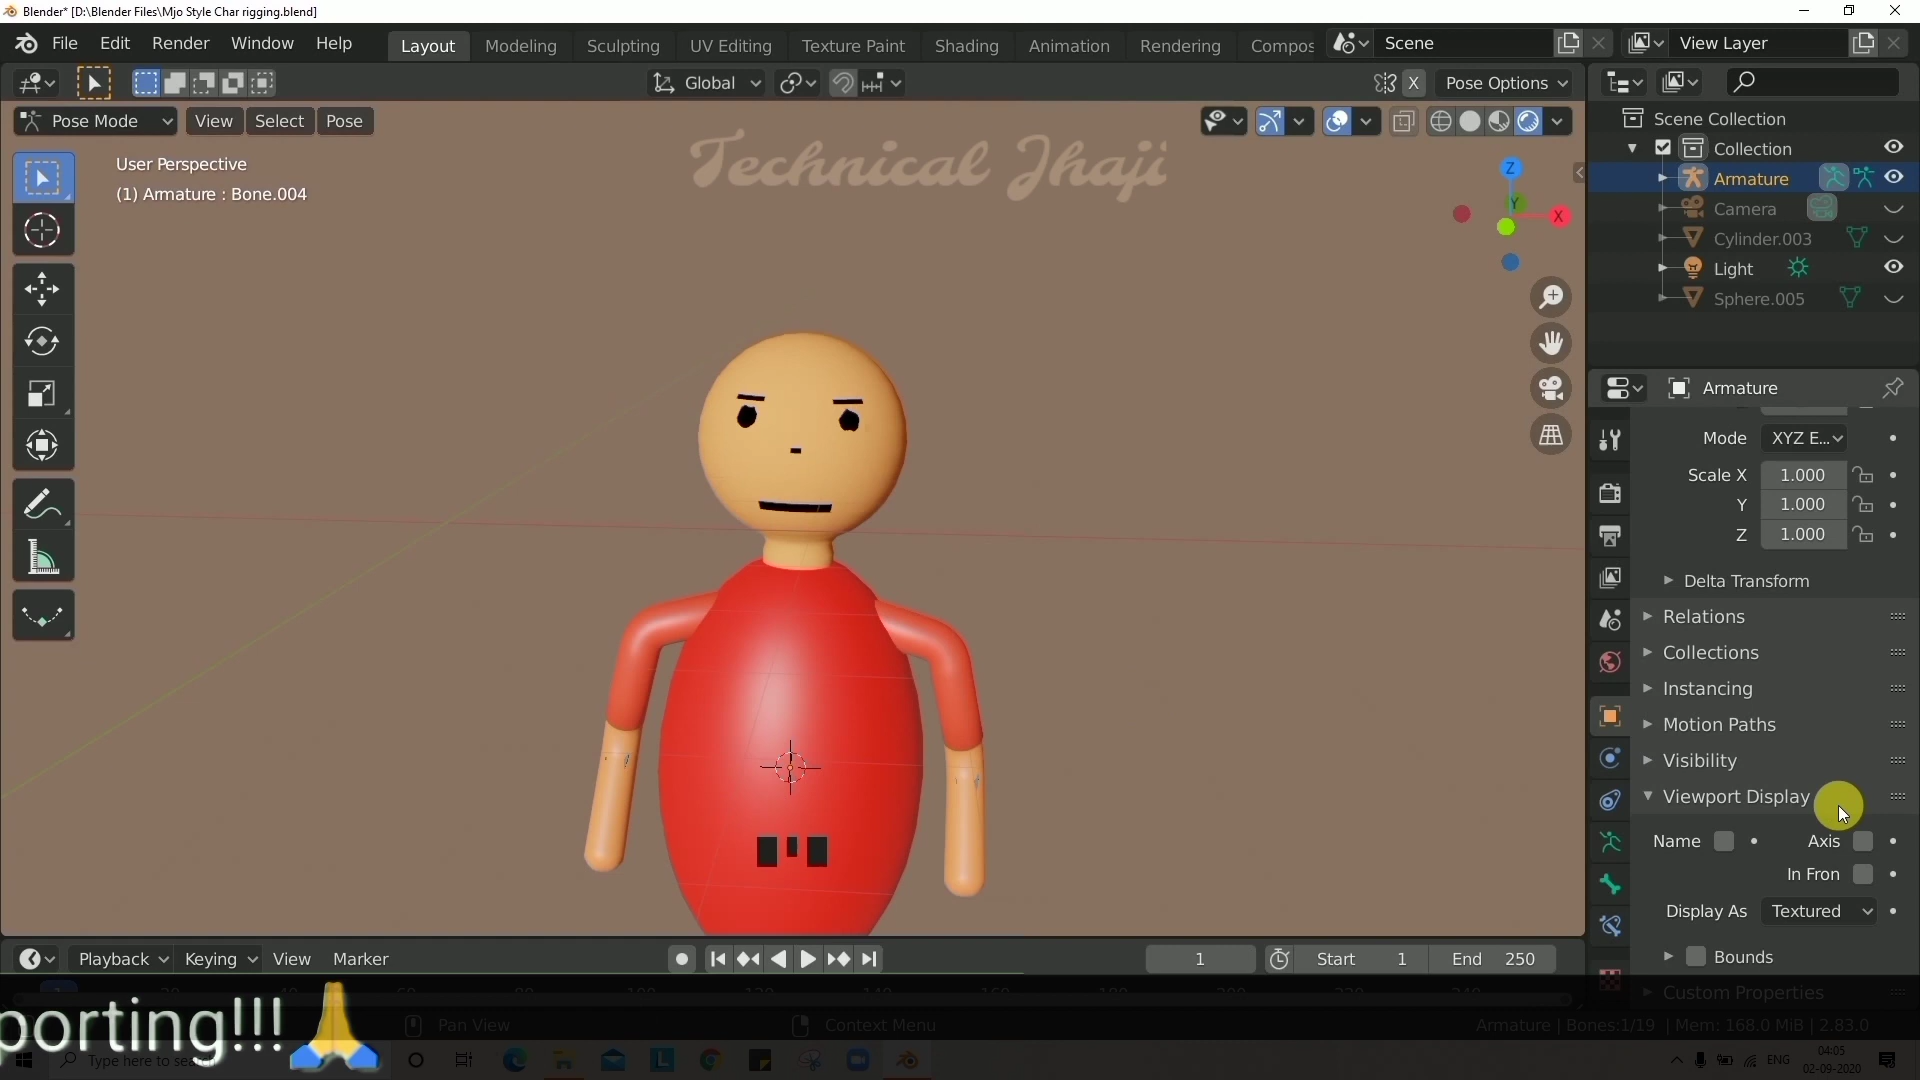 Blender* [D:\Blender Files\Mjo Style Char rigging.blend]
File Edit Render Window Help Layout Modeling Sculpting UV Editing Texture Paint Shading Animation Rendering Compos Scene View Layer
Global X Pose Options
Pose Mode View Select Pose
User Perspective
(1) Armature : Bone.004
Technical Jhaji
Z
Y
X
Scene Collection
Collection
Armature
Camera
Cylinder.003
Light
Sphere.005
Armature
Mode XYZ E...
Scale X 1.000
Y 1.000
Z 1.000
Delta Transform
Relations
Collections
Instancing
Motion Paths
Visibility
Viewport Display
Name Axis
In Fron
Display As Textured
Bounds
Custom Properties
Playback Keying View Marker 1 Start 1 End 250
porting!!!
Pan View Context Menu Armature | Bones:1/19 | Mem: 168.0 MiB | 2.83.0
Type here to search
ENG
04:05
02-09-2020